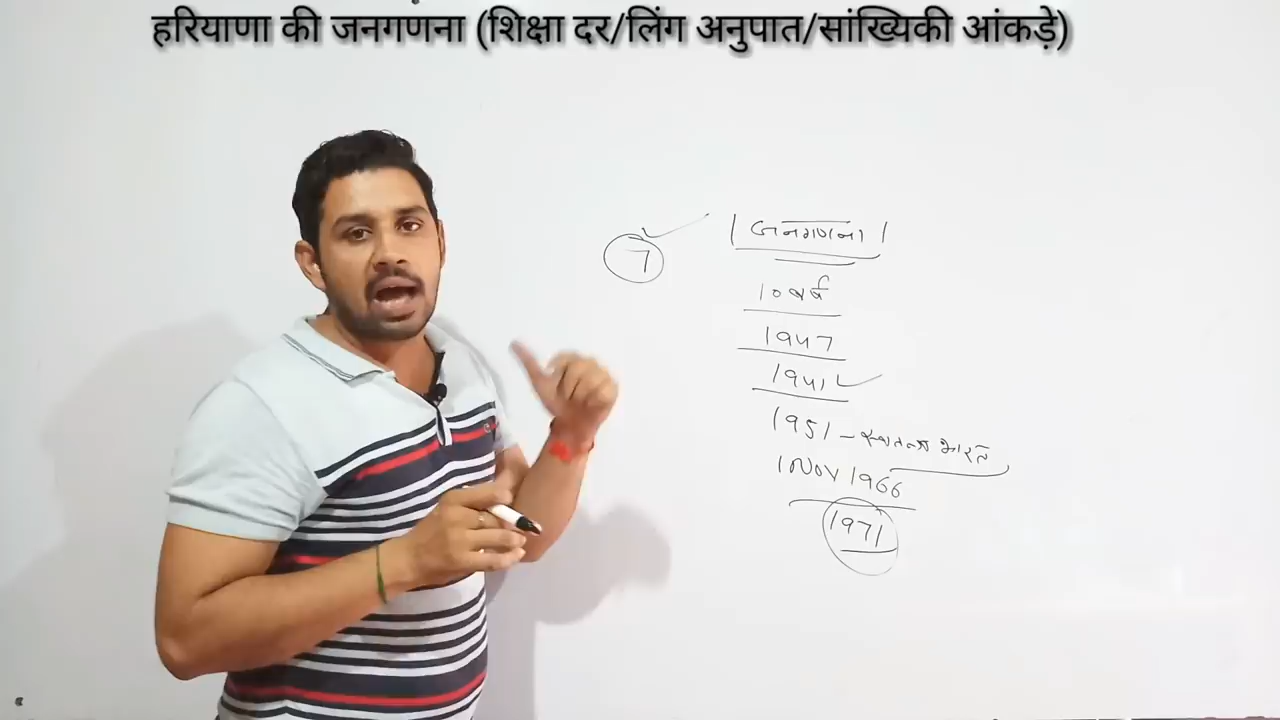 हरियाणा की जनगणना (शिक्षा दर/लिंग अनुपात/सांख्यिकी आंकड़े)
7
जनगणना
10 वर्ष
1947
1941
1951 - स्वतन्त्र भारत
1 Nov 1966
1971